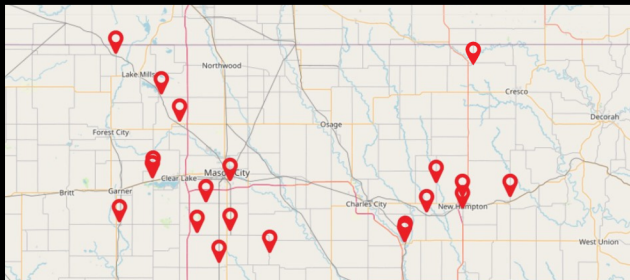 Northwood
Lake Mills
Cresco
Decorah
Osage
Forest City
Mason City
Clear Lake
Britt
Garner
Charles City
New Hampton
West Union